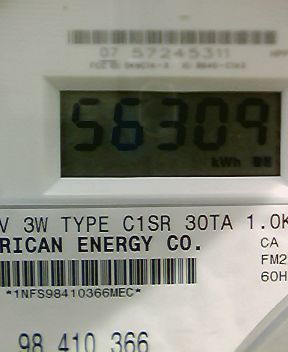 07 57245311
56309
kWh
V 3W TYPE C1SR 30TA 1.0K
RICAN ENERGY CO.
CA
FM2
60H
*1NFS98410366MEC*
98 410 366